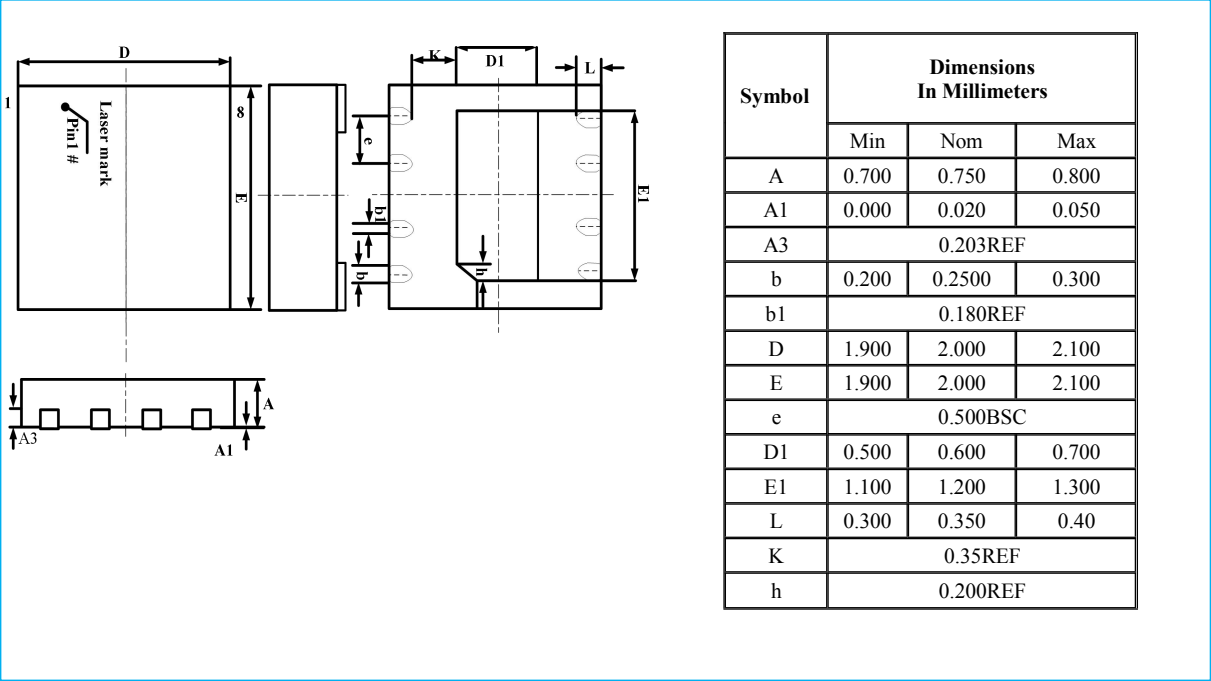 D
1
8
Pin1 #
Laser mark
E
K
D1
L
e
b1
b
h
E1
A
A3
A1
Symbol
Dimensions
In Millimeters
Min Nom Max
A 0.700 0.750 0.800
A1 0.000 0.020 0.050
A3 0.203REF
b 0.200 0.2500 0.300
b1 0.180REF
D 1.900 2.000 2.100
E 1.900 2.000 2.100
e 0.500BSC
D1 0.500 0.600 0.700
E1 1.100 1.200 1.300
L 0.300 0.350 0.40
K 0.35REF
h 0.200REF